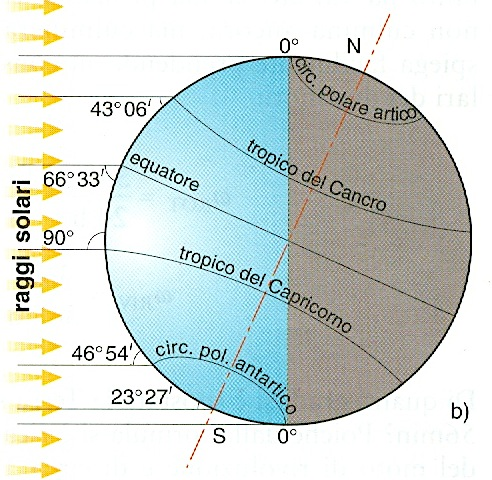 0°
N
circ. polare artico
43° 06′
tropico del Cancro
equatore
66° 33′
raggi solari
90°
tropico del Capricorno
46° 54′
circ. pol. antartico
23° 27′
b)
S
0°